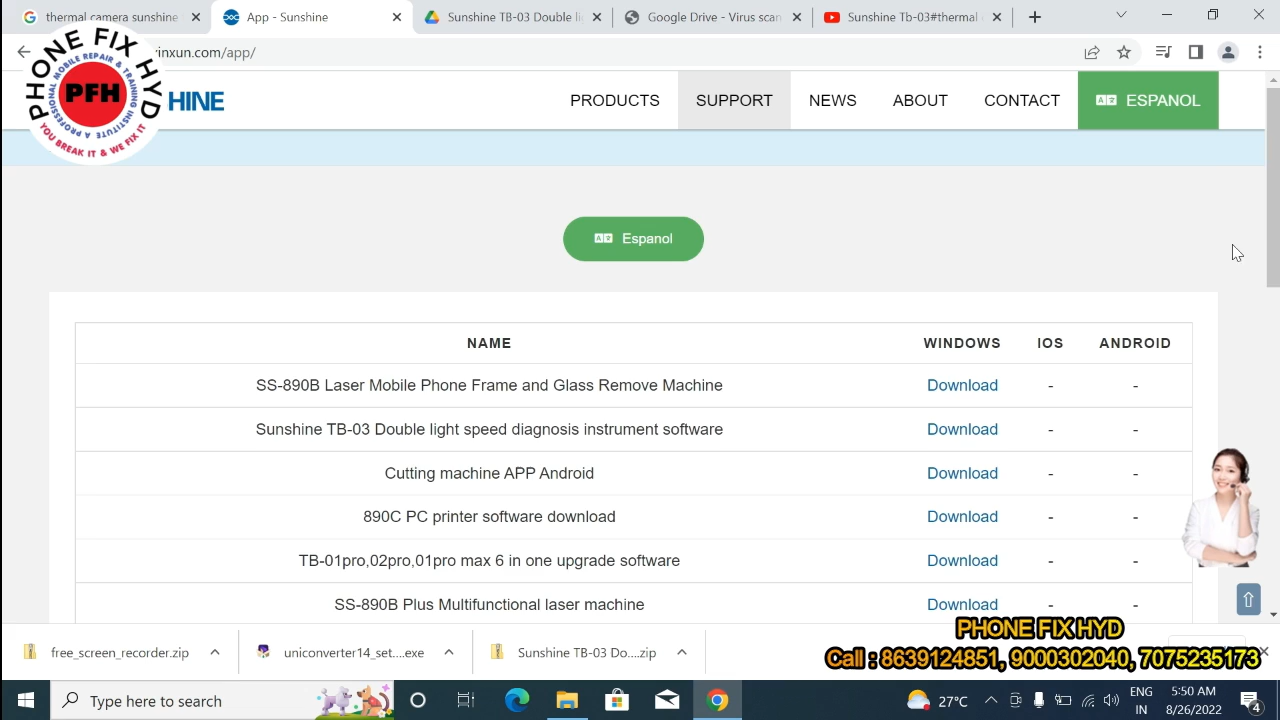 thermal camera sunshine
App - Sunshine
Sunshine TB-03 Double li
Google Drive - Virus scan
Sunshine Tb-03#thermal
inxun.com/app/
PHONE FIX HYD
PROFESSIONAL MOBILE REPAIR & TRAINING INSTITUTE
PFH
YOU BREAK IT & WE FIX IT
HINE
PRODUCTS
SUPPORT
NEWS
ABOUT
CONTACT
ESPANOL
Espanol
NAME WINDOWS IOS ANDROID
SS-890B Laser Mobile Phone Frame and Glass Remove Machine Download - -
Sunshine TB-03 Double light speed diagnosis instrument software Download - -
Cutting machine APP Android Download - -
890C PC printer software download Download - -
TB-01pro,02pro,01pro max 6 in one upgrade software Download - -
SS-890B Plus Multifunctional laser machine Download - -
PHONE FIX HYD
Call : 8639124851, 9000302040, 7075235173
free_screen_recorder.zip
uniconverter14_set....exe
Sunshine TB-03 Do....zip
Type here to search
27°C
ENG
IN
5:50 AM
8/26/2022
4